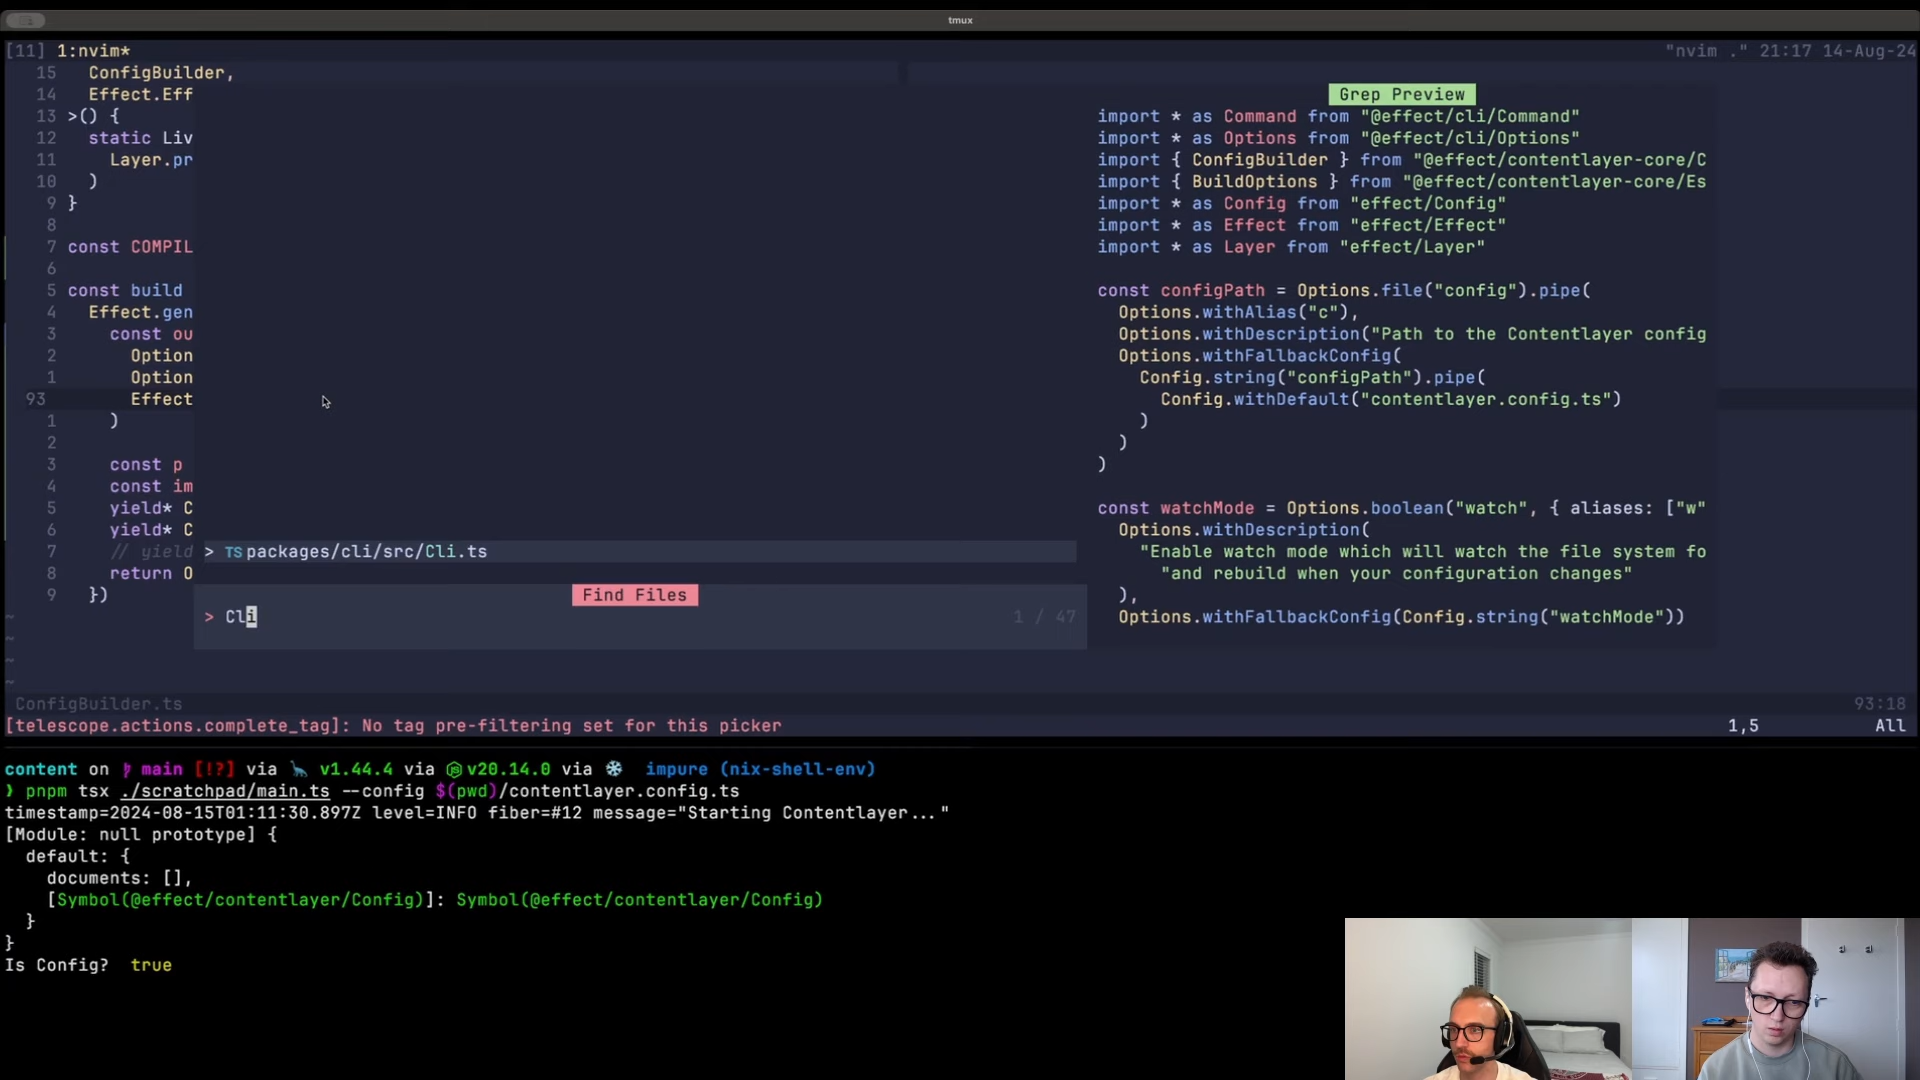 tmux
[11] 1:nvim*
"nvim ." 21:17 14-Aug-24
15 ConfigBuilder,
14 Effect.Eff
13 >() {
12 static Liv
11 Layer.pr
10 )
9 }
8
7 const COMPIL
6
5 const build
4 Effect.gen
3 const ou
2 Option
1 Option
93 Effect
1 )
2
3 const p
4 const im
5 yield* C
6 yield* C
7 // yield
8 return O
9 })
~
~
~
~
> TS packages/cli/src/Cli.ts
Find Files
> Cli
1 / 47
Grep Preview
import * as Command from "@effect/cli/Command"
import * as Options from "@effect/cli/Options"
import { ConfigBuilder } from "@effect/contentlayer-core/C
import { BuildOptions } from "@effect/contentlayer-core/Es
import * as Config from "effect/Config"
import * as Effect from "effect/Effect"
import * as Layer from "effect/Layer"
const configPath = Options.file("config").pipe(
Options.withAlias("c"),
Options.withDescription("Path to the Contentlayer config
Options.withFallbackConfig(
Config.string("configPath").pipe(
Config.withDefault("contentlayer.config.ts")
)
)
)
const watchMode = Options.boolean("watch", { aliases: ["w"
Options.withDescription(
"Enable watch mode which will watch the file system fo
"and rebuild when your configuration changes"
),
Options.withFallbackConfig(Config.string("watchMode"))
ConfigBuilder.ts
93:18
[telescope.actions.complete_tag]: No tag pre-filtering set for this picker
1,5 All
content on main [!?] via v1.44.4 via v20.14.0 via impure (nix-shell-env)
❯ pnpm tsx ./scratchpad/main.ts --config $(pwd)/contentlayer.config.ts
timestamp=2024-08-15T01:11:30.897Z level=INFO fiber=#12 message="Starting Contentlayer..."
[Module: null prototype] {
default: {
documents: [],
[Symbol(@effect/contentlayer/Config)]: Symbol(@effect/contentlayer/Config)
}
}
Is Config? true